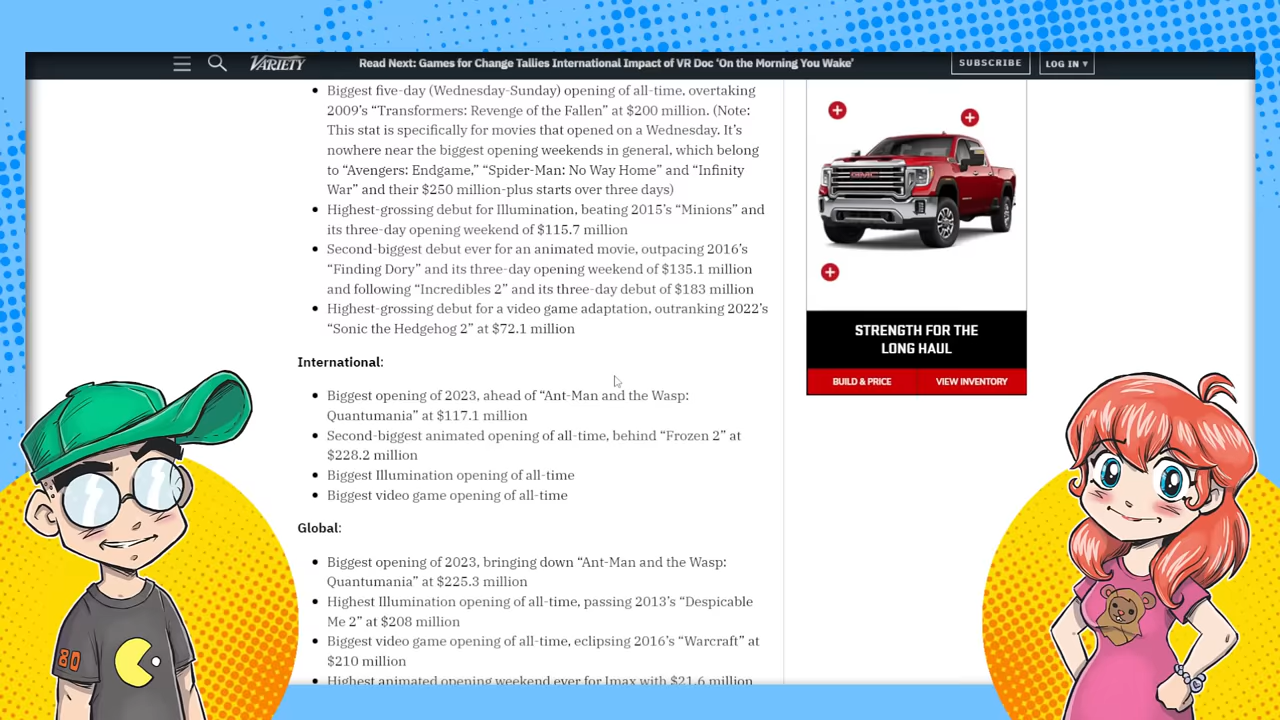 VARIETY
Read Next: Games for Change Tallies International Impact of VR Doc ‘On the Morning You Wake’
SUBSCRIBE
LOG IN ▾
Biggest five-day (Wednesday-Sunday) opening of all-time, overtaking
2009’s “Transformers: Revenge of the Fallen” at $200 million. (Note:
This stat is specifically for movies that opened on a Wednesday. It’s
nowhere near the biggest opening weekends in general, which belong
to “Avengers: Endgame,” “Spider-Man: No Way Home” and “Infinity
War” and their $250 million-plus starts over three days)
Highest-grossing debut for Illumination, beating 2015’s “Minions” and
its three-day opening weekend of $115.7 million
Second-biggest debut ever for an animated movie, outpacing 2016’s
“Finding Dory” and its three-day opening weekend of $135.1 million
and following “Incredibles 2” and its three-day debut of $183 million
Highest-grossing debut for a video game adaptation, outranking 2022’s
“Sonic the Hedgehog 2” at $72.1 million
International:
Biggest opening of 2023, ahead of “Ant-Man and the Wasp:
Quantumania” at $117.1 million
Second-biggest animated opening of all-time, behind “Frozen 2” at
$228.2 million
Biggest Illumination opening of all-time
Biggest video game opening of all-time
Global:
Biggest opening of 2023, bringing down “Ant-Man and the Wasp:
Quantumania” at $225.3 million
Highest Illumination opening of all-time, passing 2013’s “Despicable
Me 2” at $208 million
Biggest video game opening of all-time, eclipsing 2016’s “Warcraft” at
$210 million
Highest animated opening weekend ever for Imax with $21.6 million
GMC
STRENGTH FOR THE
LONG HAUL
BUILD & PRICE
VIEW INVENTORY
80